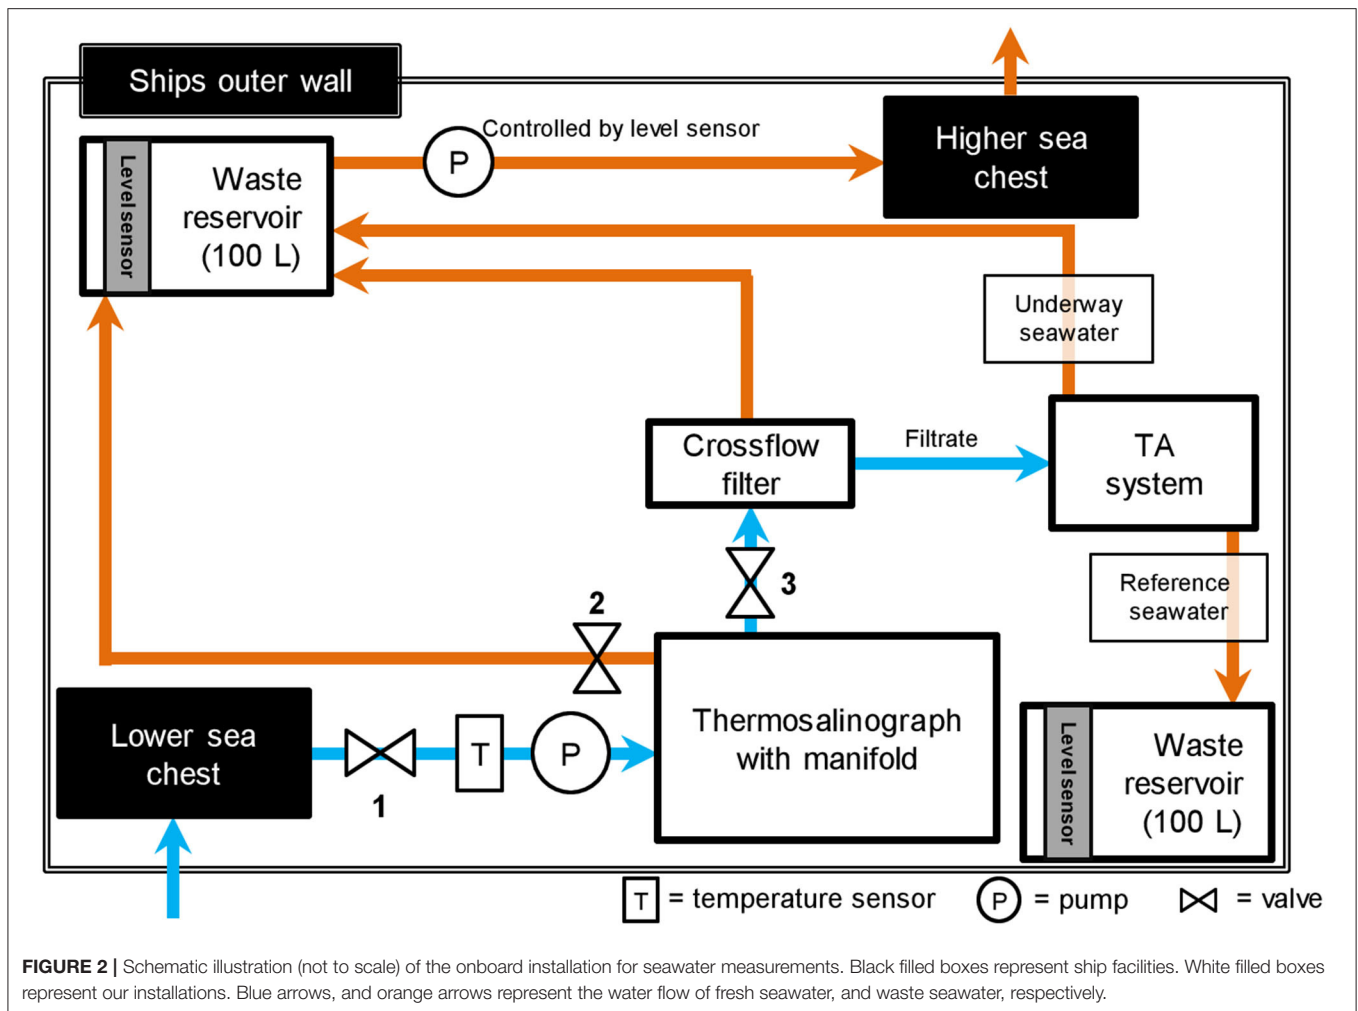 Ships outer wall
Level sensor
Waste
reservoir
(100 L)
P
Controlled by level sensor
Higher sea
chest
Underway
seawater
Crossflow
filter
Filtrate
TA
system
3
2
Reference
seawater
Lower sea
chest
1
T
P
Thermosalinograph
with manifold
Level sensor
Waste
reservoir
(100 L)
T = temperature sensor P = pump = valve
FIGURE 2 | Schematic illustration (not to scale) of the onboard installation for seawater measurements. Black filled boxes represent ship facilities. White filled boxes
represent our installations. Blue arrows, and orange arrows represent the water flow of fresh seawater, and waste seawater, respectively.